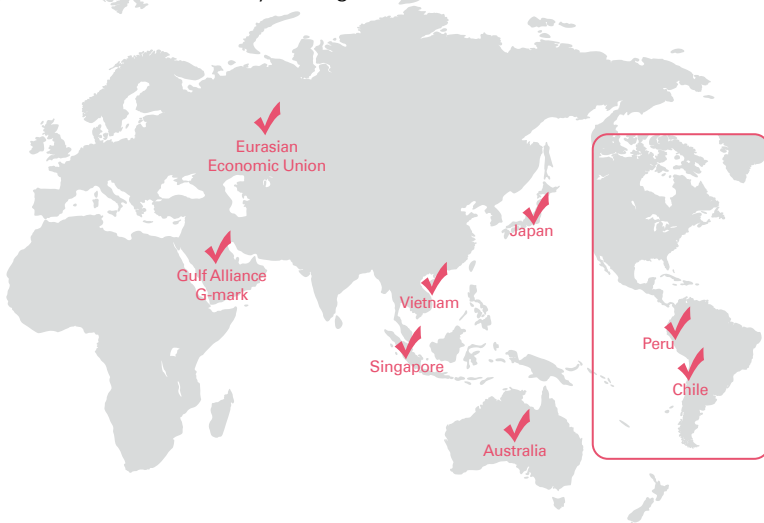 Eurasian
Economic Union
Japan
Gulf Alliance
G-mark
Vietnam
Peru
Singapore
Chile
Australia